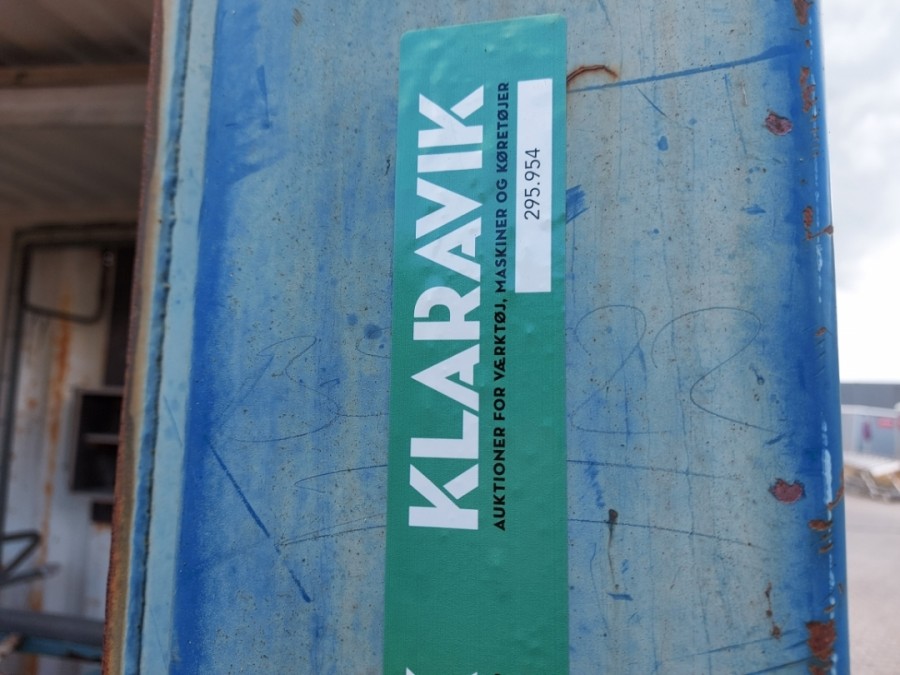 KLARAVIK
AUKTIONER FOR VÆRKTØJ, MASKINER OG KØRETØJER
295.954